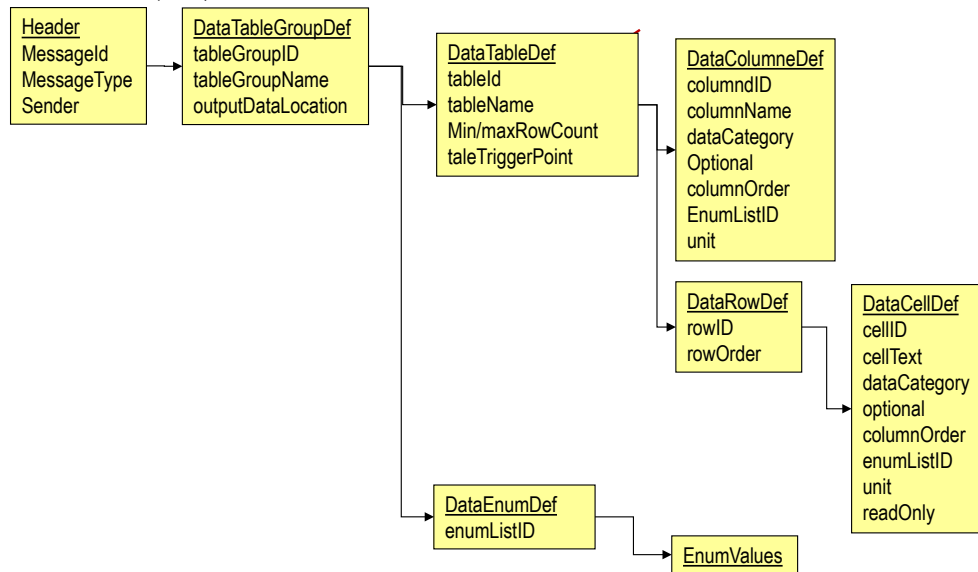 Header
MessageId
MessageType
Sender
DataTableGroupDef
tableGroupID
tableGroupName
outputDataLocation
DataTableDef
tableId
tableName
Min/maxRowCount
taleTriggerPoint
DataColumneDef
columndID
columnName
dataCategory
Optional
columnOrder
EnumListID
unit
DataRowDef
rowID
rowOrder
DataCellDef
cellID
cellText
dataCategory
optional
columnOrder
enumListID
unit
readOnly
DataEnumDef
enumListID
EnumValues